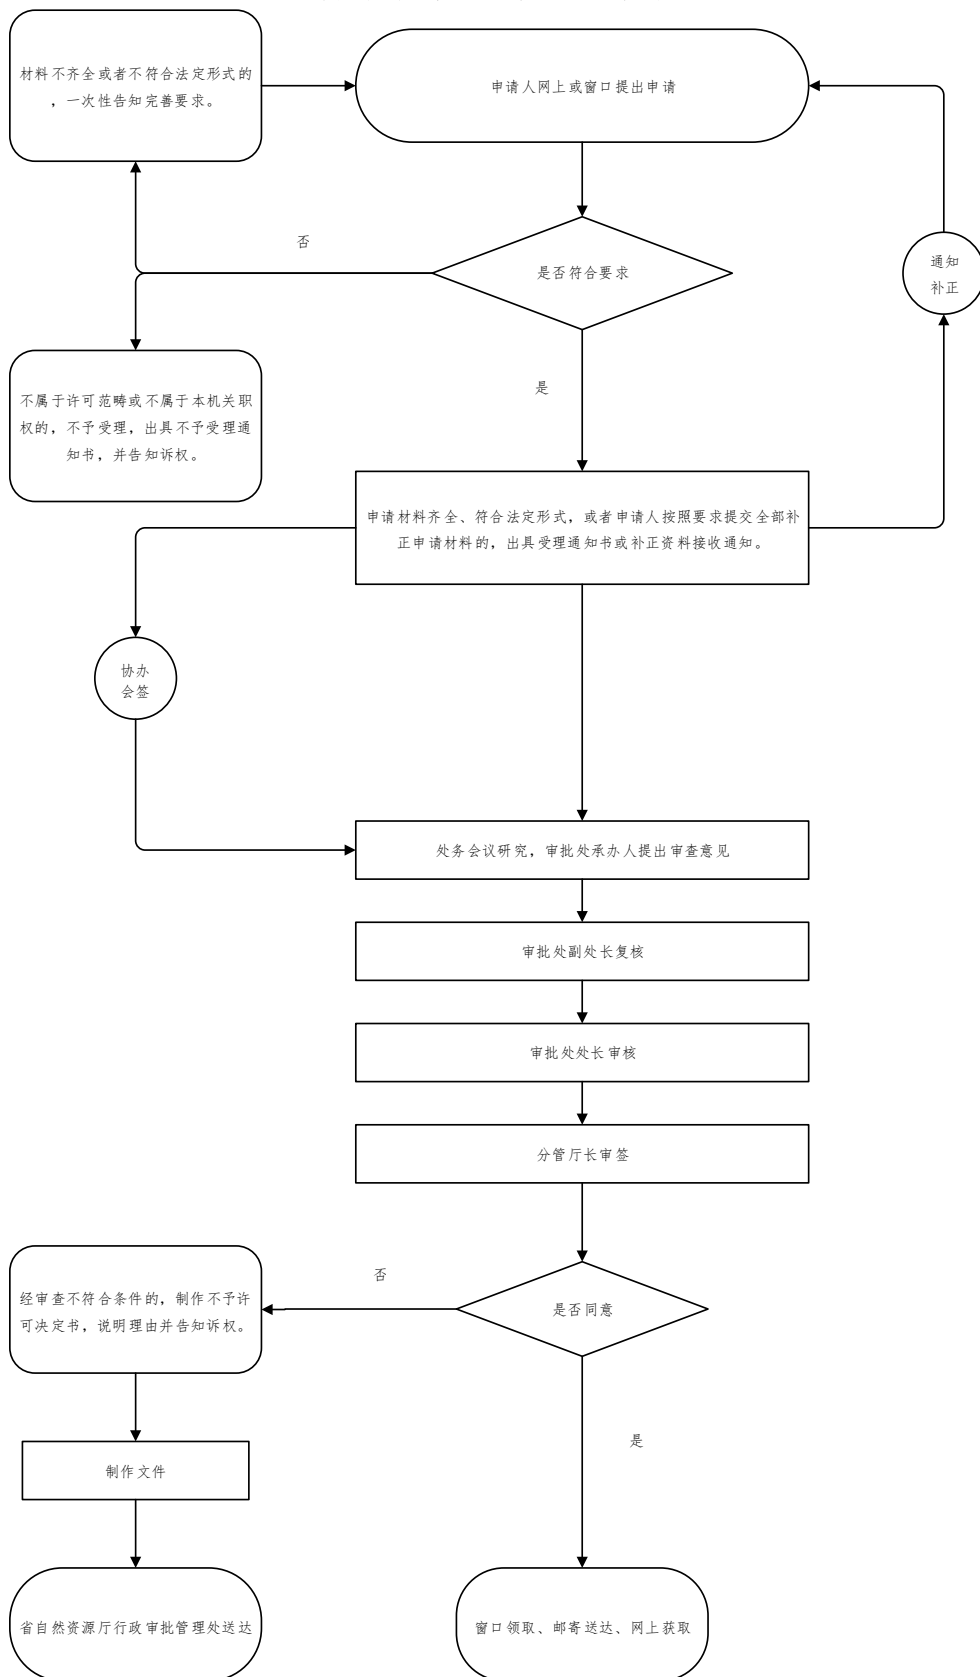 材料不齐全或者不符合法定形式的
，一次性告知完善要求。
申请人网上或窗口提出申请
否
是否符合要求
通知
补正
是
不属于许可范畴或不属于本机关职
权的，不予受理，出具不予受理通
知书，并告知诉权。
申请材料齐全、符合法定形式，或者申请人按照要求提交全部补
正申请材料的，出具受理通知书或补正资料接收通知。
协办
会签
处务会议研究，审批处承办人提出审查意见
审批处副处长复核
审批处处长审核
分管厅长审签
否
经审查不符合条件的，制作不予许
可决定书，说明理由并告知诉权。
是否同意
是
制作文件
省自然资源厅行政审批管理处送达
窗口领取、邮寄送达、网上获取